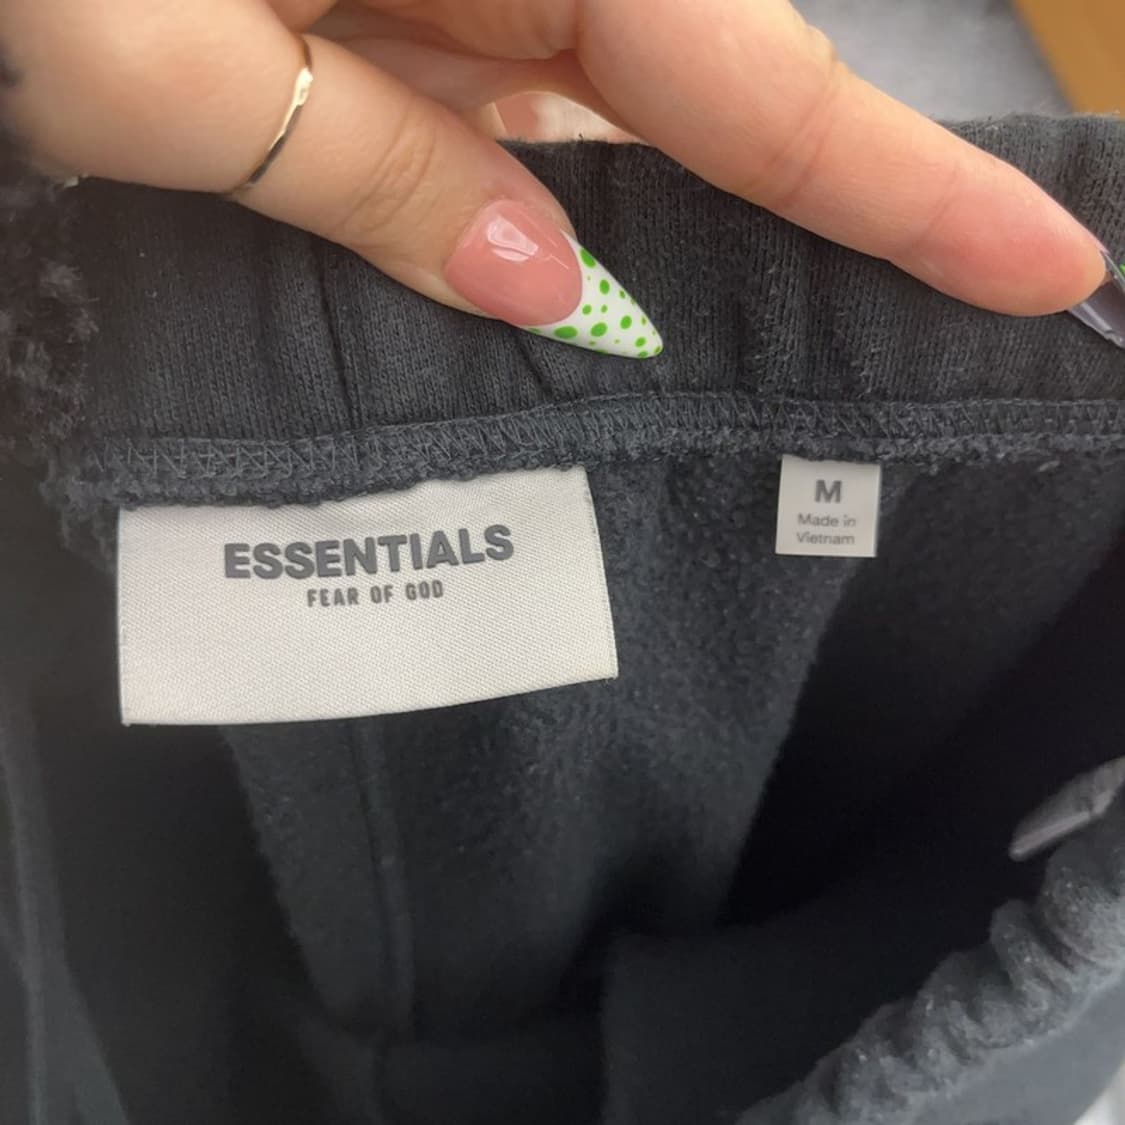 ESSENTIALS
FEAR OF GOD
M
Made in
Vietnam